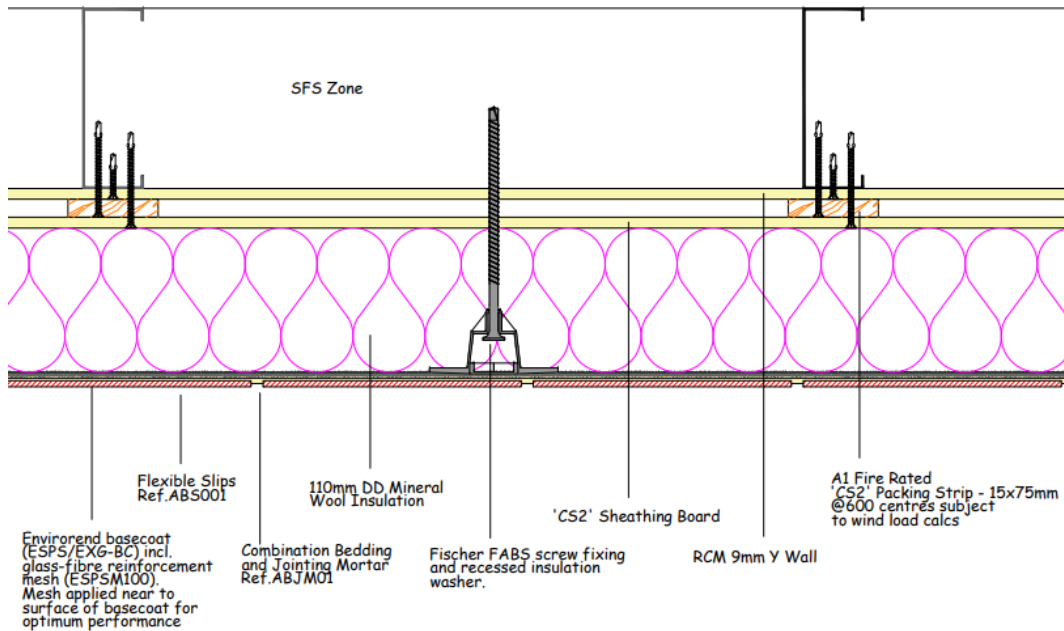 SFS Zone
Flexible Slips
Ref.ABS001
110mm DD Mineral
Wool Insulation
'CS2' Sheathing Board
A1 Fire Rated
'CS2' Packing Strip - 15x75mm
@600 centres subject
to wind load calcs
Envirorend basecoat
(ESPS/EXG-BC) incl.
glass-fibre reinforcement
mesh (ESPSM100).
Mesh applied near to
surface of basecoat for
optimum performance
Combination Bedding
and Jointing Mortar
Ref.ABJM01
Fischer FABS screw fixing
and recessed insulation
washer.
RCM 9mm Y Wall